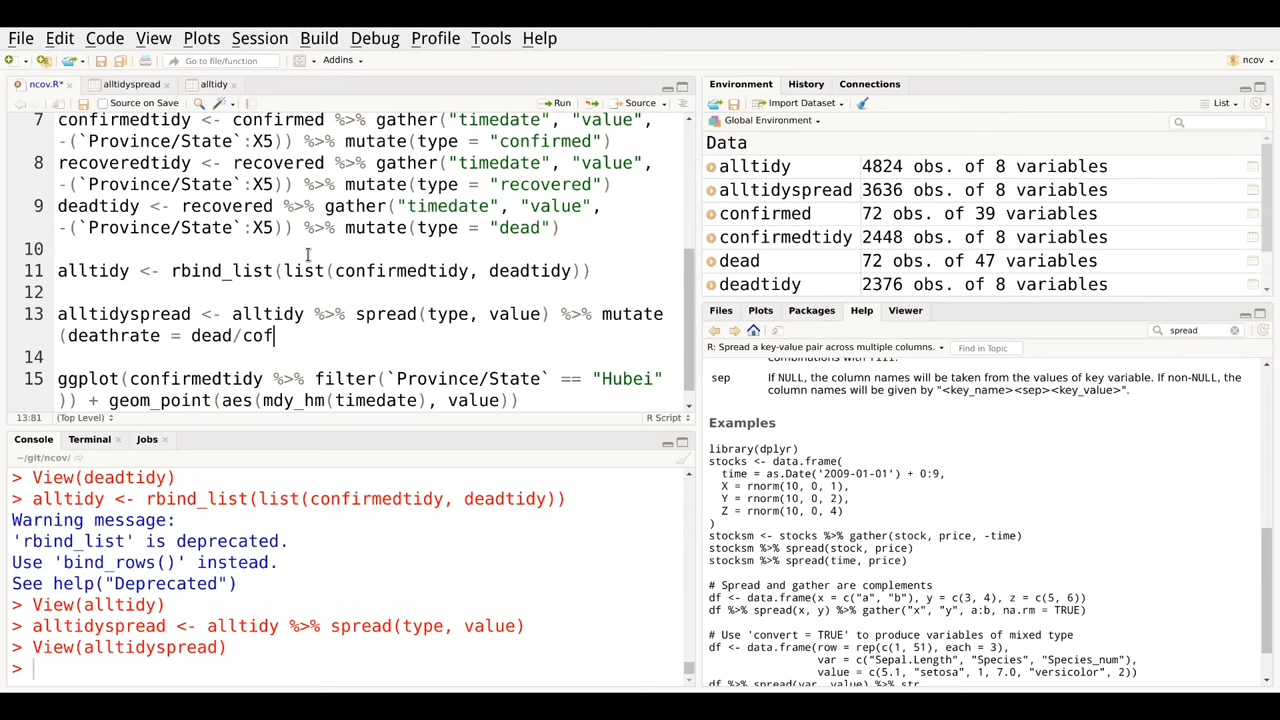 File Edit Code View Plots Session Build Debug Profile Tools Help
Go to file/function Addins ncov
ncov.R* alltidyspread alltidy
Source on Save Run Source
7 confirmedtidy <- confirmed %>% gather("timedate", "value",
-(`Province/State`:X5)) %>% mutate(type = "confirmed")
8 recoveredtidy <- recovered %>% gather("timedate", "value",
-(`Province/State`:X5)) %>% mutate(type = "recovered")
9 deadtidy <- recovered %>% gather("timedate", "value",
-(`Province/State`:X5)) %>% mutate(type = "dead")
10
11 alltidy <- rbind_list(list(confirmedtidy, deadtidy))
12
13 alltidyspread <- alltidy %>% spread(type, value) %>% mutate
(deathrate = dead/cof
14
15 ggplot(confirmedtidy %>% filter(`Province/State` == "Hubei"
)) + geom_point(aes(mdy_hm(timedate), value))
13:81 (Top Level) R Script
Console Terminal Jobs
~/git/ncov/
> View(deadtidy)
> alltidy <- rbind_list(list(confirmedtidy, deadtidy))
Warning message:
'rbind_list' is deprecated.
Use 'bind_rows()' instead.
See help("Deprecated")
> View(alltidy)
> alltidyspread <- alltidy %>% spread(type, value)
> View(alltidyspread)
>
Environment History Connections
Import Dataset List
Global Environment
Data
alltidy 4824 obs. of 8 variables
alltidyspread 3636 obs. of 8 variables
confirmed 72 obs. of 39 variables
confirmedtidy 2448 obs. of 8 variables
dead 72 obs. of 47 variables
deadtidy 2376 obs. of 8 variables
Files Plots Packages Help Viewer
spread
R: Spread a key-value pair across multiple columns. Find in Topic
combinations with fill.
sep If NULL, the column names will be taken from the values of key variable. If non-NULL, the
column names will be given by "<key_name><sep><key_value>".
Examples
library(dplyr)
stocks <- data.frame(
time = as.Date('2009-01-01') + 0:9,
X = rnorm(10, 0, 1),
Y = rnorm(10, 0, 2),
Z = rnorm(10, 0, 4)
)
stocksm <- stocks %>% gather(stock, price, -time)
stocksm %>% spread(stock, price)
stocksm %>% spread(time, price)
# Spread and gather are complements
df <- data.frame(x = c("a", "b"), y = c(3, 4), z = c(5, 6))
df %>% spread(x, y) %>% gather("x", "y", a:b, na.rm = TRUE)
# Use 'convert = TRUE' to produce variables of mixed type
df <- data.frame(row = rep(c(1, 51), each = 3),
var = c("Sepal.Length", "Species", "Species_num"),
value = c(5.1, "setosa", 1, 7.0, "versicolor", 2))
df %>% spread(var, value) %>% str